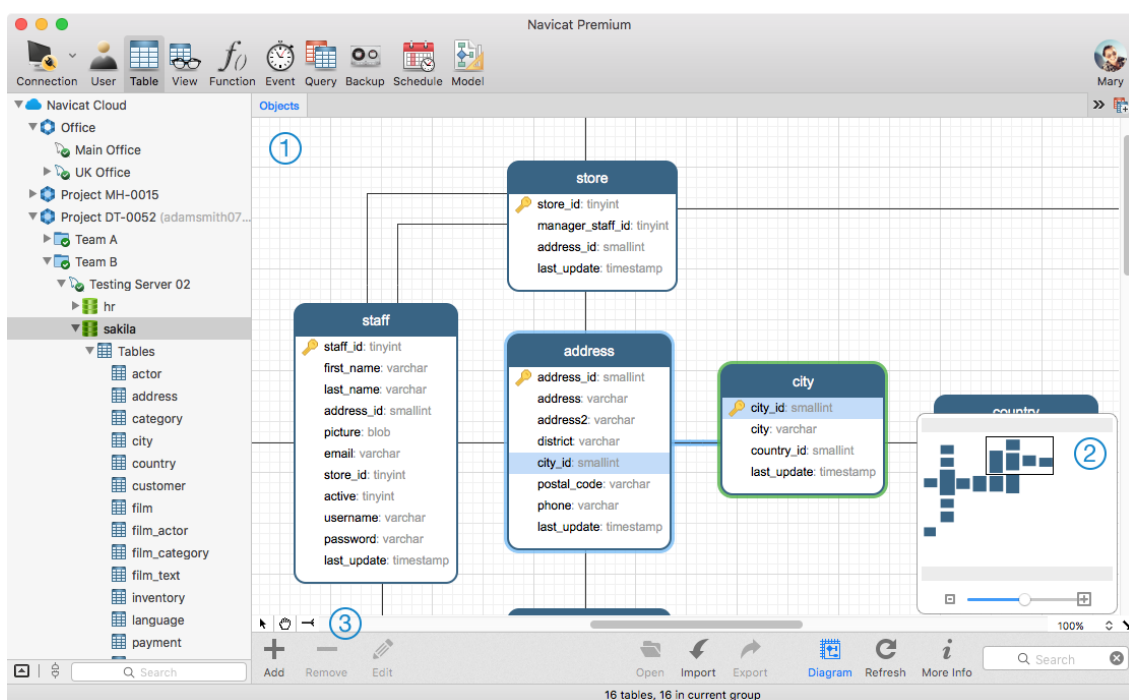 Navicat Premium
Connection User Table View Function Event Query Backup Schedule Model Mary
Navicat Cloud
Office
Main Office
UK Office
Project MH-0015
Project DT-0052 (adamsmith07...
Team A
Team B
Testing Server 02
hr
sakila
Tables
actor
address
category
city
country
customer
film
film_actor
film_category
film_text
inventory
language
payment
Search
Objects
1
store
store_id: tinyint
manager_staff_id: tinyint
address_id: smallint
last_update: timestamp
staff
staff_id: tinyint
first_name: varchar
last_name: varchar
address_id: smallint
picture: blob
email: varchar
store_id: tinyint
active: tinyint
username: varchar
password: varchar
last_update: timestamp
address
address_id: smallint
address: varchar
address2: varchar
district: varchar
city_id: smallint
postal_code: varchar
phone: varchar
last_update: timestamp
city
city_id: smallint
city: varchar
country_id: smallint
last_update: timestamp
country
2
3
100%
Add Remove Edit Open Import Export Diagram Refresh More Info Search
16 tables, 16 in current group